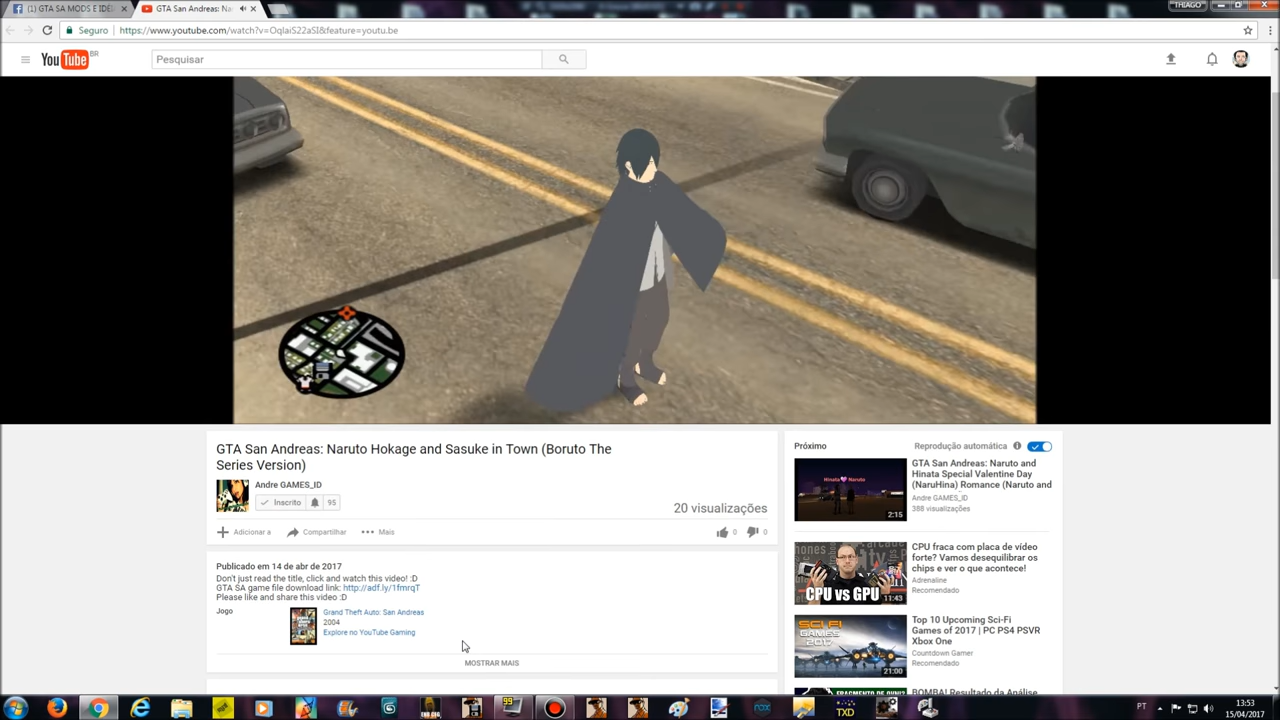 (1) GTA SA MODS E IDEI
GTA San Andreas: Na
THIAGO
Seguro
https://www.youtube.com/watch?v=OqlaiS22aSI&feature=youtu.be
YouTube BR
Pesquisar
GTA San Andreas: Naruto Hokage and Sasuke in Town (Boruto The
Series Version)
Andre GAMES_ID
Inscrito 95
20 visualizações
Adicionar a Compartilhar Mais 0 0
Publicado em 14 de abr de 2017
Don't just read the title, click and watch this video! :D
GTA SA game file download link: http://adf.ly/1fmrqT
Please like and share this video :D
Jogo
Grand Theft Auto: San Andreas
2004
Explore no YouTube Gaming
MOSTRAR MAIS
Próximo
Reprodução automática
Hinata Naruto
2:15
GTA San Andreas: Naruto and
Hinata Special Valentine Day
(NaruHina) Romance (Naruto and
Andre GAMES_ID
388 visualizações
CPU vs GPU
11:43
CPU fraca com placa de vídeo
forte? Vamos desequilibrar os
chips e ver o que acontece!
Adrenaline
Recomendado
SCI-FI
GAMES
2017
21:00
Top 10 Upcoming Sci-Fi
Games of 2017 | PC PS4 PSVR
Xbox One
Countdown Gamer
Recomendado
BOMBA! Resultado da Análise
99
TXD
PT
13:53
15/04/2017